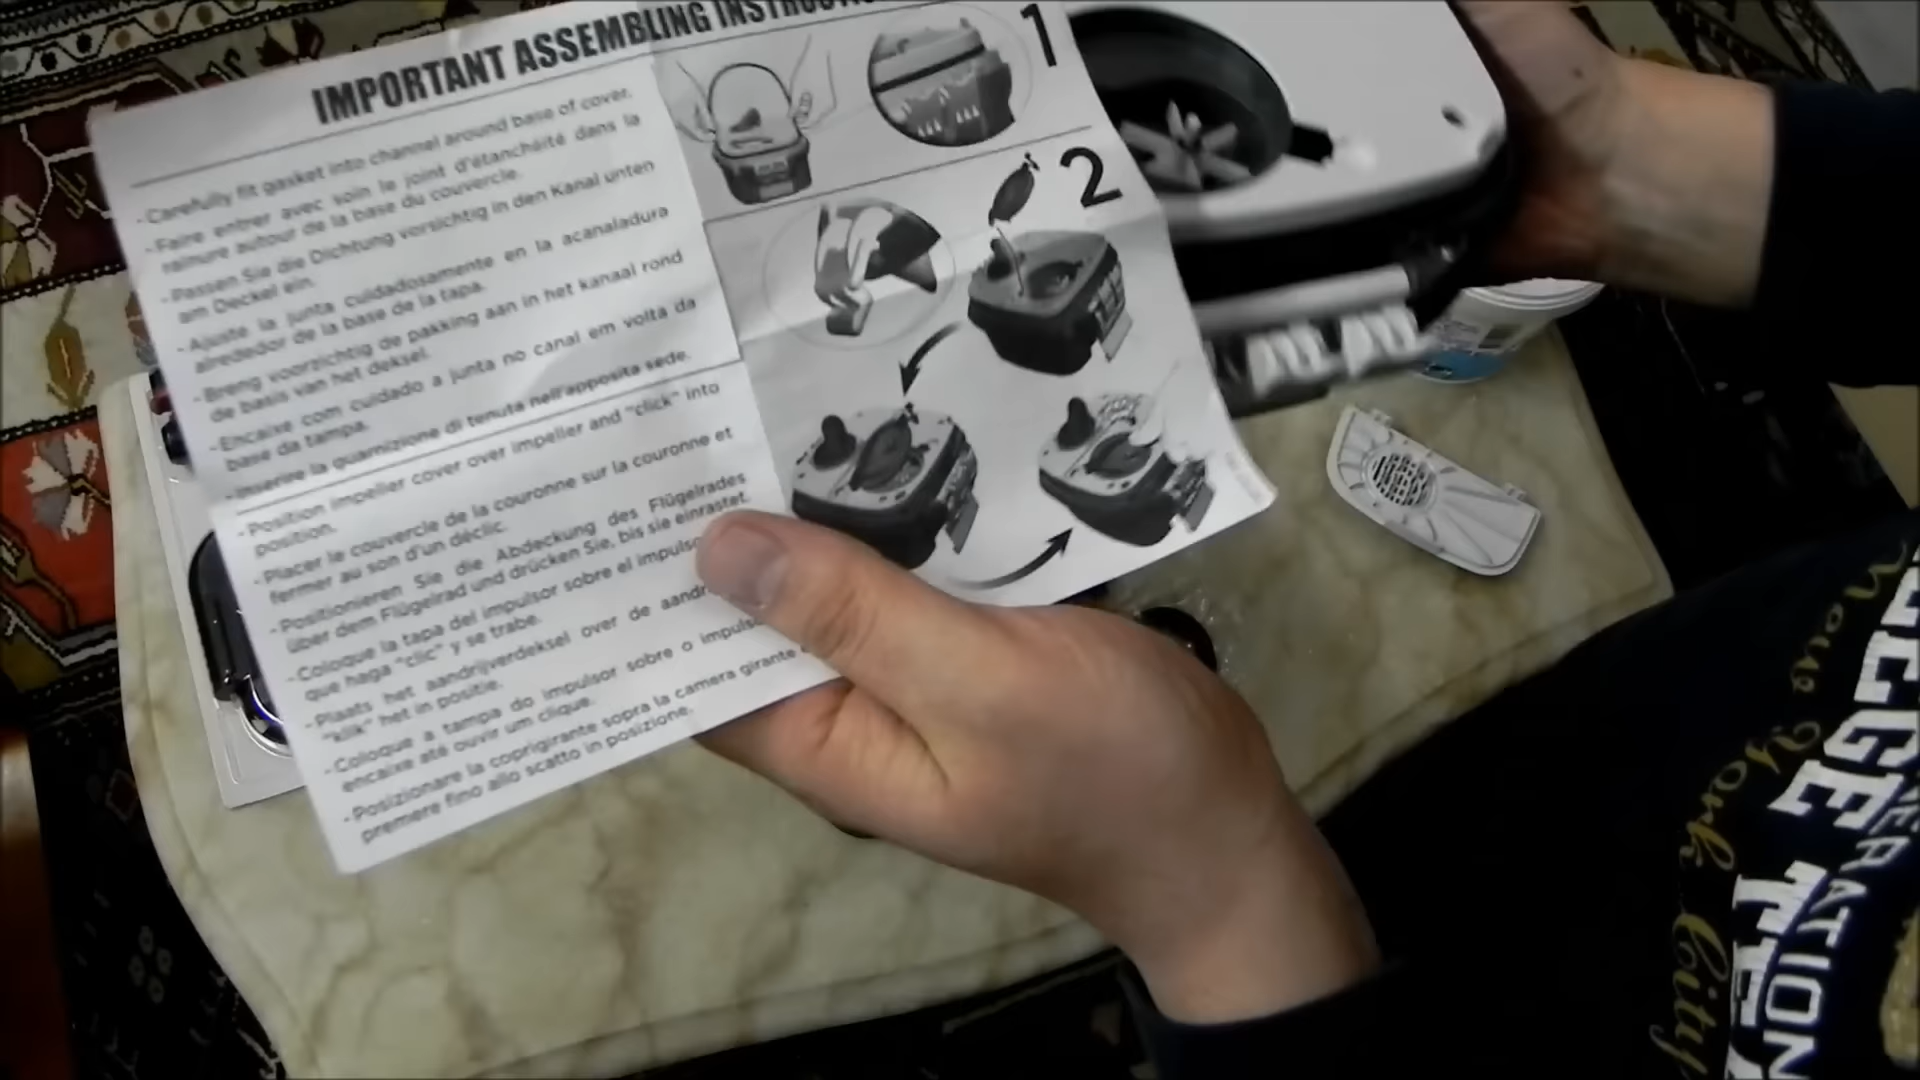 IMPORTANT ASSEMBLING
1
- Carefully fit gasket into channel around base of cover.
- Faire entrer avec soin le joint d'étanchéité dans la
rainure autour de la base du couvercle.
- Passen Sie die Dichtung vorsichtig in den Kanal unten
am Deckel ein.
- Ajuste la junta cuidadosamente en la acanaladura
alrededor de la base de la tapa.
- Breng voorzichtig de pakking aan in het kanaal rond
de basis van het deksel.
- Encaixe com cuidado a junta no canal em volta da
base da tampa.
- Inserire la guarnizione di tenuta nell'apposita sede.
2
- Position impeller cover over impeller and "click" into
position.
- Placer le couvercle de la couronne sur la couronne et
fermer au son d'un déclic.
- Positionieren Sie die Abdeckung des Flügelrades
über dem Flügelrad und drücken Sie, bis sie einrastet.
- Coloque la tapa del impulsor sobre el
que haga "clic" y se trabe.
- Plaats het aandrijverdeksel over de
"klik" het in positie.
- Coloque a tampa do impulsor sobre o
encaixe até ouvir um clique.
- Posizionare la coprigirante sopra la camera girante
premere fino allo scatto in posizione.
New York City